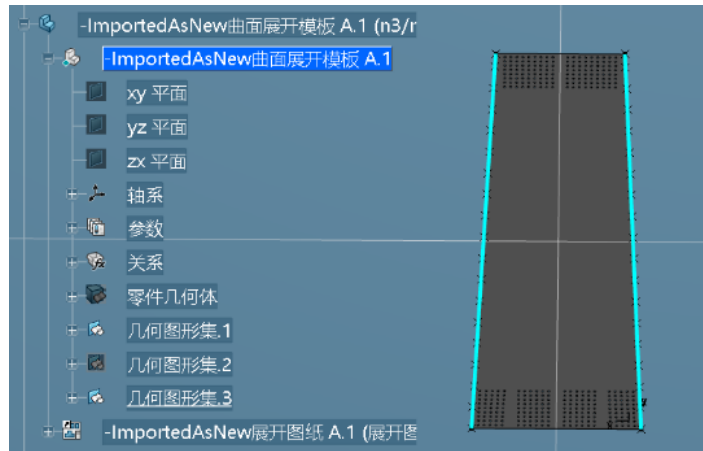 -ImportedAsNew曲面展开模板 A.1 (n3/r
-ImportedAsNew曲面展开模板 A.1
xy 平面
yz 平面
zx 平面
轴系
参数
关系
零件几何体
几何图形集.1
几何图形集.2
几何图形集.3
-ImportedAsNew展开图纸 A.1 (展开图